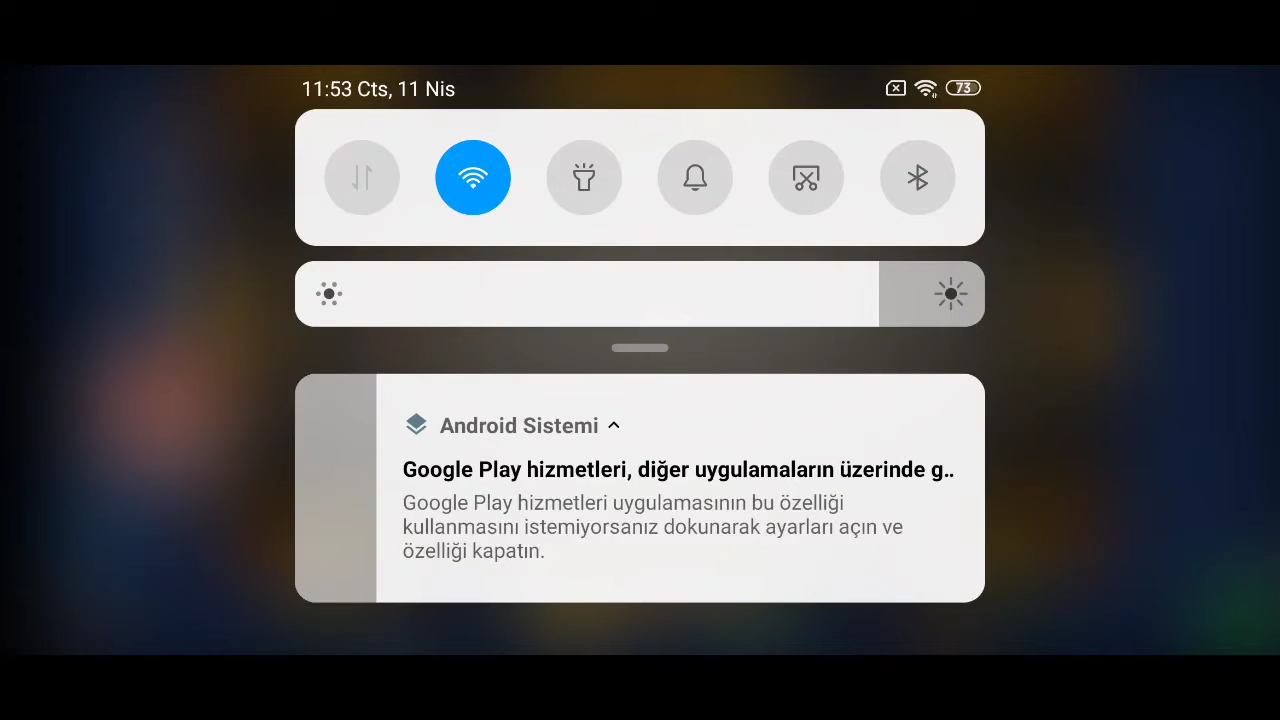 11:53 Cts, 11 Nis
73
Android Sistemi
Google Play hizmetleri, diğer uygulamaların üzerinde g..
Google Play hizmetleri uygulamasının bu özelliği
kullanmasını istemiyorsanız dokunarak ayarları açın ve
özelliği kapatın.